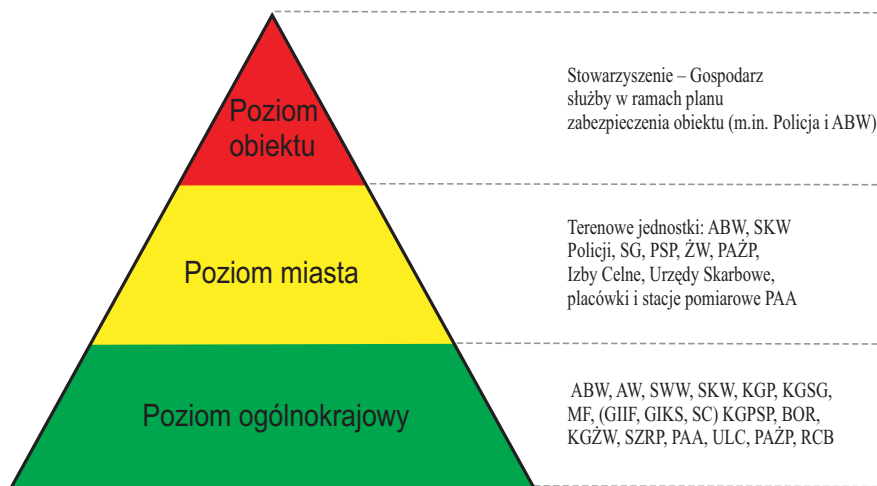 Poziom
obiektu
Stowarzyszenie – Gospodarz
służby w ramach planu
zabezpieczenia obiektu (m.in. Policja i ABW)
Poziom miasta
Terenowe jednostki: ABW, SKW
Policji, SG, PSP, ŻW, PAŻP,
Izby Celne, Urzędy Skarbowe,
placówki i stacje pomiarowe PAA
Poziom ogólnokrajowy
ABW, AW, SWW, SKW, KGP, KGSG,
MF, (GIIF, GIKS, SC) KGPSP, BOR,
KGŻW, SZRP, PAA, ULC, PAŻP, RCB